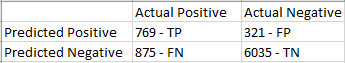 Actual Positive Actual Negative
Predicted Positive 769 - TP 321 - FP
Predicted Negative 875 - FN 6035 - TN